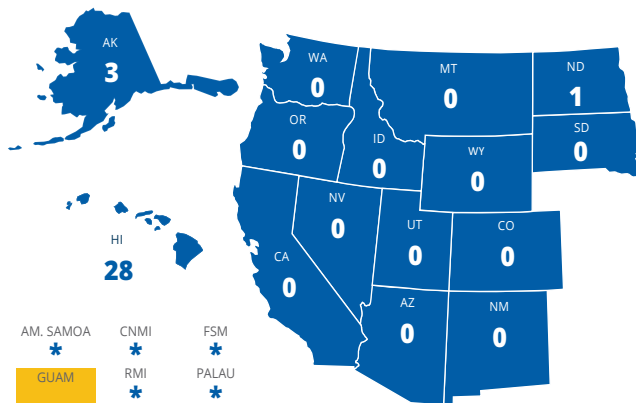 AK
3
WA
0
MT
0
ND
1
OR
0
ID
0
SD
0
WY
0
NV
0
UT
0
CO
0
HI
28
CA
0
AZ
0
NM
0
AM. SAMOA CNMI FSM
* * *
GUAM RMI PALAU
* *